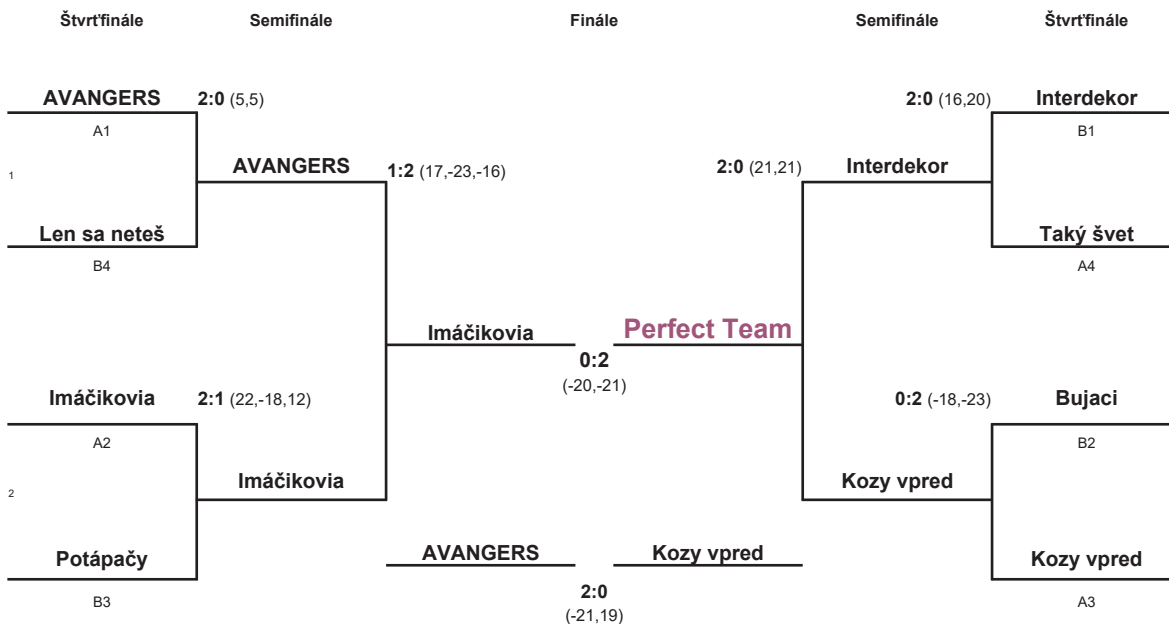 Štvrťfinále Semifinále Finále Semifinále Štvrťfinále
AVANGERS 2:0 (5,5) 2:0 (16,20) Interdekor
A1 B1
1 AVANGERS 1:2 (17,-23,-16) 2:0 (21,21) Interdekor
Len sa neteš Taký švet
B4 A4
Imáčikovia Perfect Team
0:2
(-20,-21)
Imáčikovia 2:1 (22,-18,12) 0:2 (-18,-23) Bujaci
A2 B2
2 Imáčikovia Kozy vpred
Potápačy AVANGERS Kozy vpred Kozy vpred
2:0
B3 A3
(-21,19)